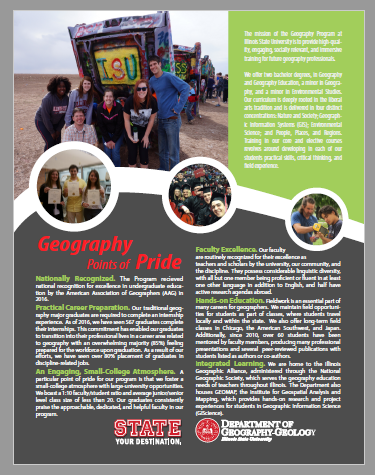 The mission of the Geography Program at
Illinois State University is to provide high-qual-
ity, engaging, socially relevant, and immersive
training for future geography professionals.
We offer two bachelor degrees, in Geography
and Geography Education, a minor in Geogra-
phy, and a minor in Environmental Studies.
Our curriculum is deeply rooted in the liberal
arts tradition and is delivered in four distinct
concentrations: Nature and Society; Geograph-
ic Information Systems (GIS); Environmental
Science; and People, Places, and Regions.
Training in our core and elective courses
revolves around developing in each of our
students practical skills, critical thinking, and
field experience.
ISU
Geography
Points of Pride
Nationally Recognized. The Program recieved
national recognition for excellence in undergraduate educa-
tion by the American Association of Geographers (AAG) in
2016.
Practical Career Preparation. Our traditional geog-
raphy major graduates are required to complete an internship
experience. As of 2016, we have seen 567 graduates complete
their internships. This commitment has enabled our graduates
to transition into their professional lives in a career area related
to geography with an overwhelming majority (85%) feeling
prepared for the workforce upon graduation. As a result of our
efforts, we have seen over 80% placement of graduates in
discipline-related jobs.
An Engaging, Small-College Atmosphere. A
particular point of pride for our program is that we foster a
small-college atmosphere with large-university opportunities.
We boast a 1:10 faculty/student ratio and average junior/senior
level class size of less than 20. Our graduates consistently
praise the approachable, dedicated, and helpful faculty in our
program.
Faculty Excellence. Our faculty
are routinely recognized for their excellence as
teachers and scholars by the university, our community, and
the discipline. They possess considerable linguistic diversity,
with all but one member being proficient or fluent in at least
one other language in addition to English, and half have
active research agendas abroad.
Hands-on Education. Fieldwork is an essential part of
many careers for geographers. We maintain field opportuni-
ties for students as part of classes, where students travel
locally and within the state. We also offer long-term field
classes in Chicago, the American Southwest, and Japan.
Additionally, since 2010, over 60 students have been
mentored by faculty members, producing many professional
presentations and several peer-reviewed publications with
students listed as authors or co-authors.
Integrated Learning. We are home to the Illinois
Geographic Alliance, administered through the National
Geographic Society, which serves the geography education
needs of teachers throughout Illinois. The Department also
houses GEOMAP, the Institute for Geospatial Analysis and
Mapping, which provides hands-on research and project
experiences for students in Geographic Information Science
(GIScience).
STATE
YOUR DESTINATION.
DEPARTMENT OF
GEOGRAPHY-GEOLOGY
Illinois State University